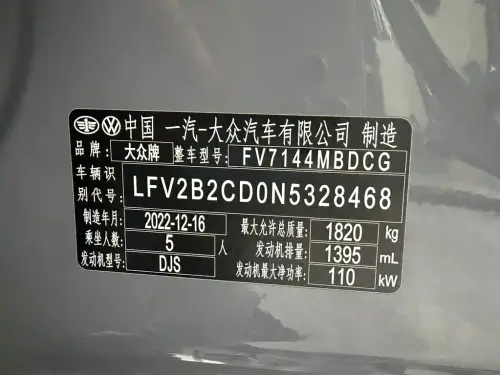 中国 一汽-大众汽车有限公司 制造
品牌: 大众牌 整车型号: FV7144MBDCG
车辆识别代号: LFV2B2CD0N5328468
制造年月: 2022-12-16 最大允许总质量: 1820 kg
乘坐人数: 5 人 发动机排量: 1395 mL
发动机型号: DJS 发动机最大净功率: 110 kW